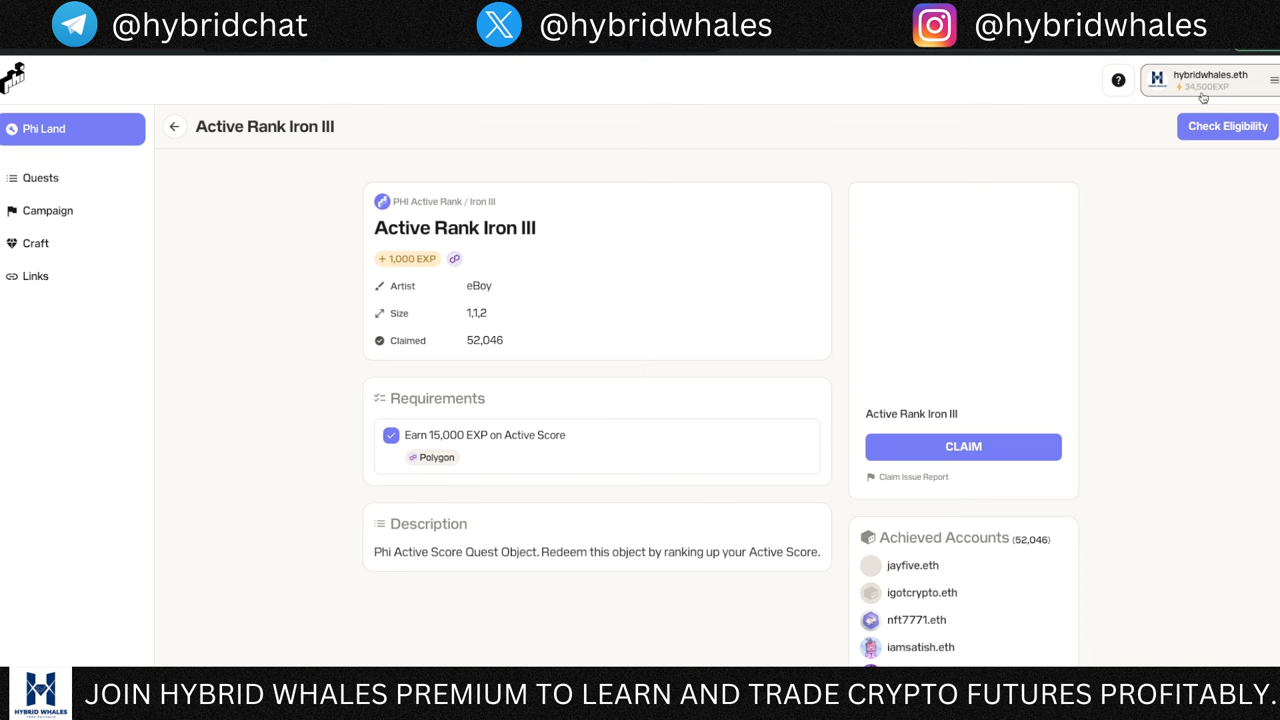 @hybridchat
@hybridwhales
@hybridwhales
hybridwhales.eth
34,500EXP
Phi Land
Active Rank Iron III
Check Eligibility
Quests
Campaign
Craft
Links
PHI Active Rank / Iron III
Active Rank Iron III
+ 1,000 EXP
Artist eBoy
Size 1,1,2
Claimed 52,046
Requirements
Earn 15,000 EXP on Active Score
Polygon
Description
Phi Active Score Quest Object. Redeem this object by ranking up your Active Score.
Active Rank Iron III
CLAIM
Claim Issue Report
Achieved Accounts (52,046)
jayfive.eth
igotcrypto.eth
nft7771.eth
iamsatish.eth
HYBRID WHALES
JOIN HYBRID WHALES PREMIUM TO LEARN AND TRADE CRYPTO FUTURES PROFITABLY.